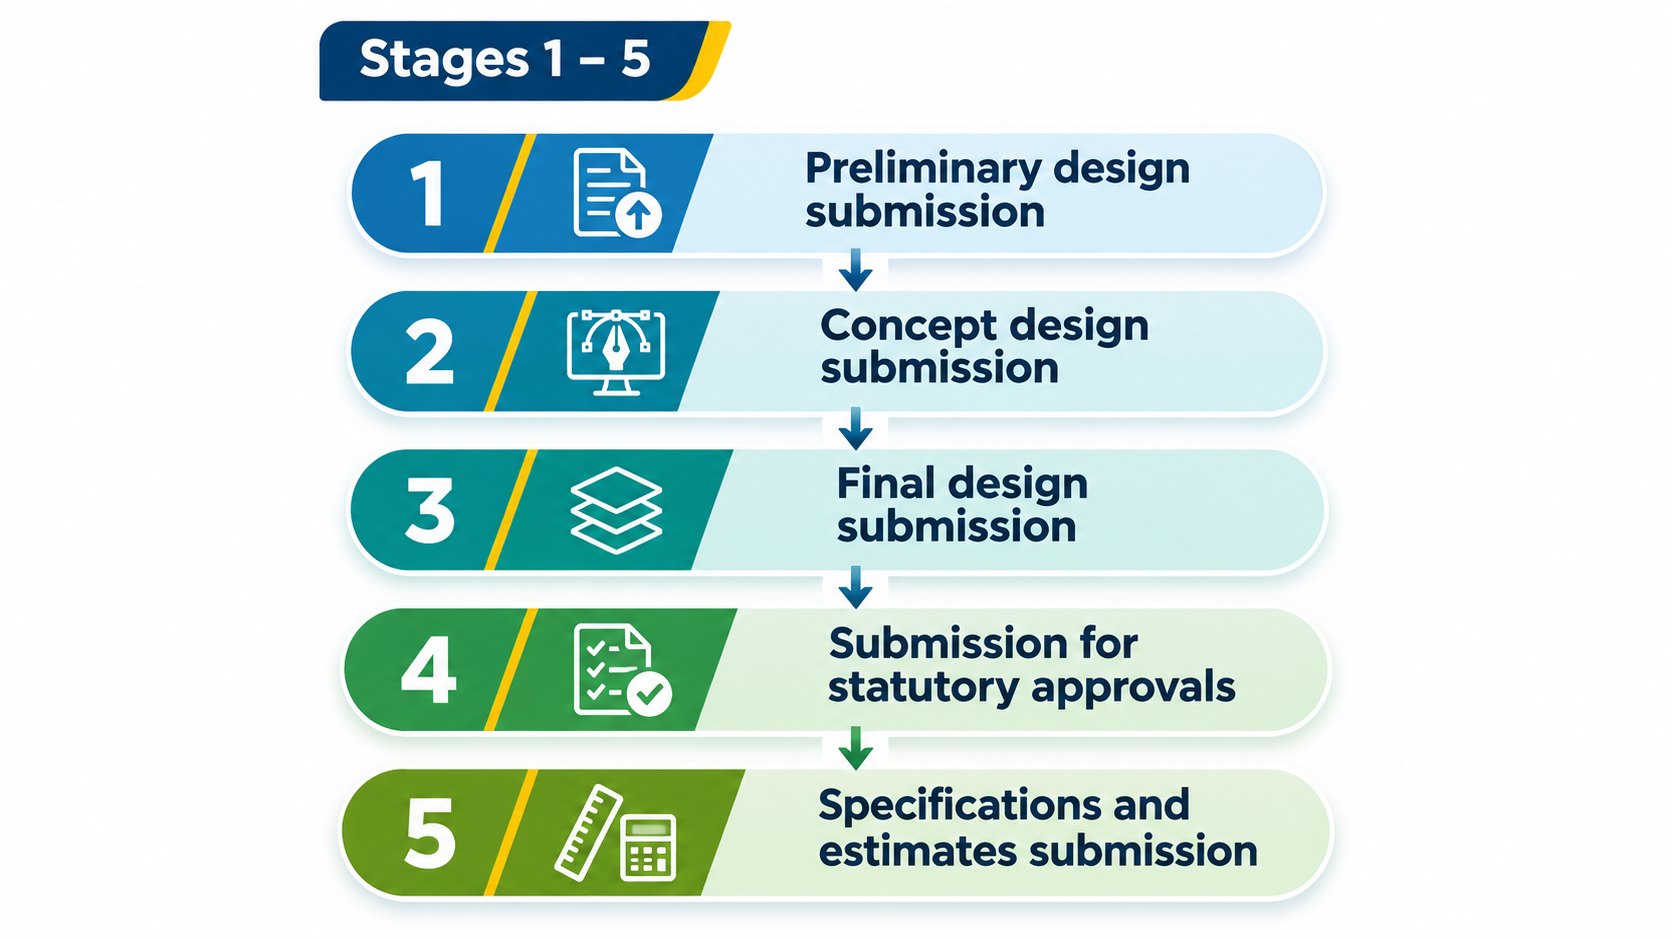 Stages 1 – 5
1
Preliminary design
submission
2
Concept design
submission
3
Final design
submission
4
Submission for
statutory approvals
5
Specifications and
estimates submission